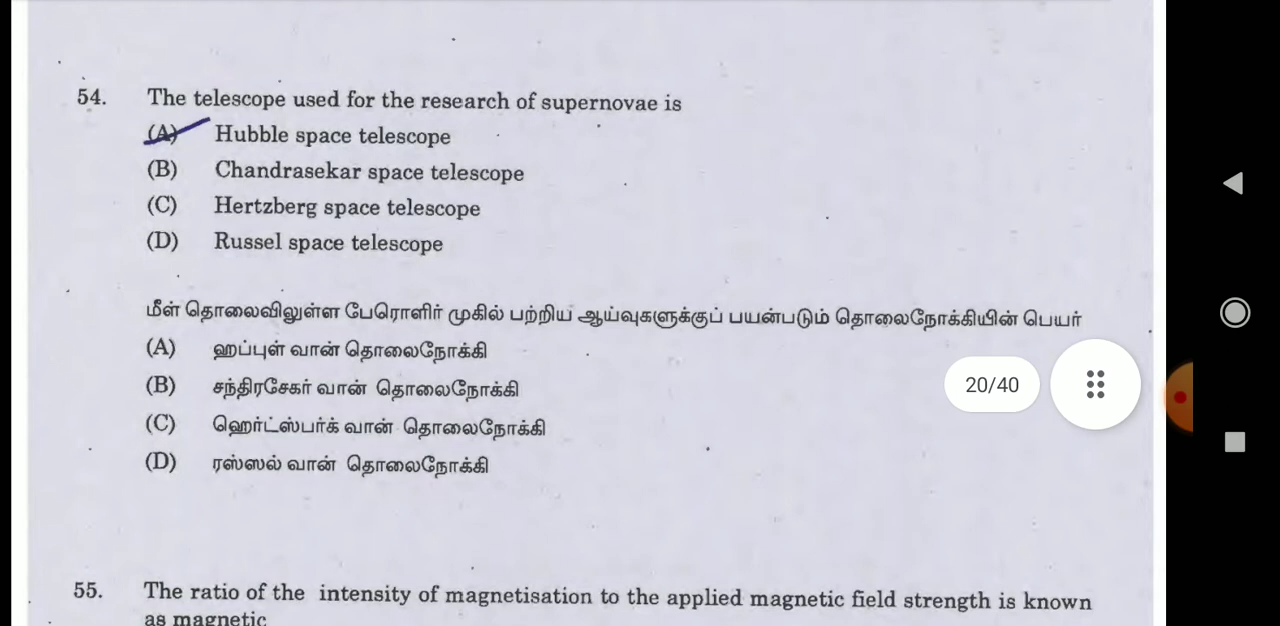 54. The telescope used for the research of supernovae is
(A) Hubble space telescope
(B) Chandrasekar space telescope
(C) Hertzberg space telescope
(D) Russel space telescope
மீள் தொலைவிலுள்ள பேரொளிர் முகில் பற்றிய ஆய்வுகளுக்குப் பயன்படும் தொலைநோக்கியின் பெயர்
(A) ஹப்புள் வான் தொலைநோக்கி
(B) சந்திரசேகர் வான் தொலைநோக்கி
20/40
(C) ஹெர்ட்ஸ்பர்க் வான் தொலைநோக்கி
(D) ரஸ்ஸல் வான் தொலைநோக்கி
55. The ratio of the intensity of magnetisation to the applied magnetic field strength is known
as magnetic